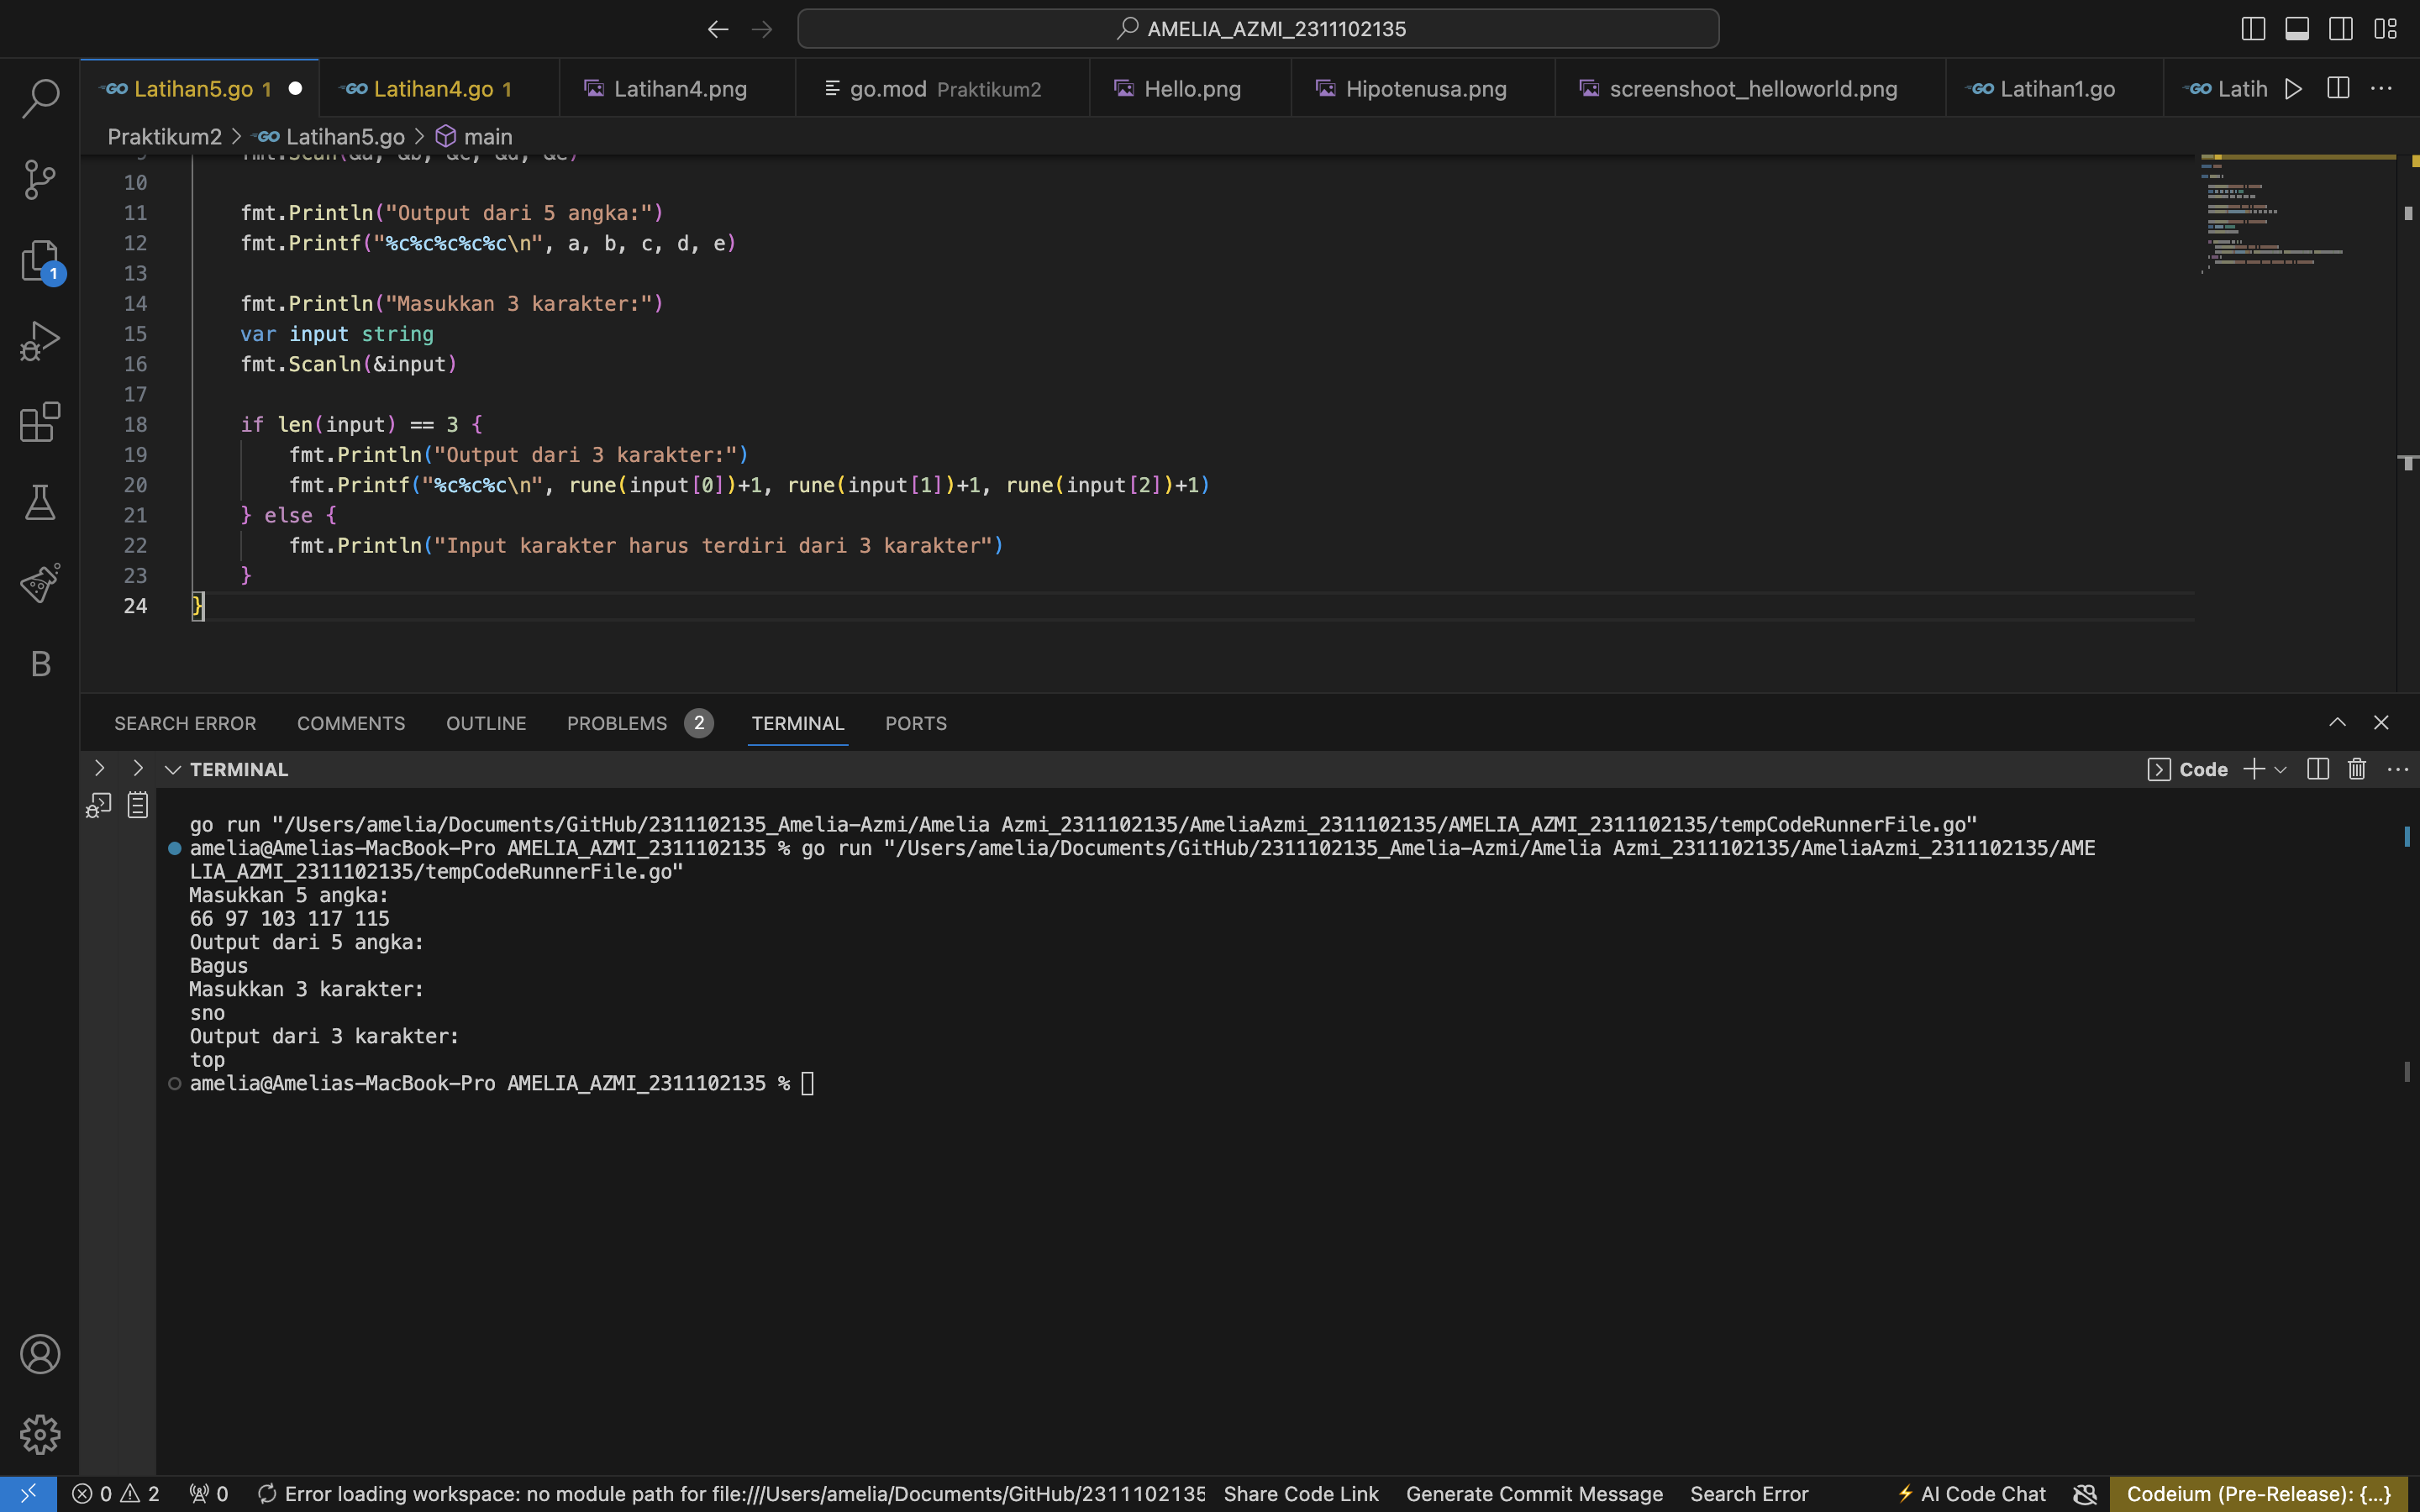 AMELIA_AZMI_2311102135
Latihan5.go 1
Latihan4.go 1
Latihan4.png
go.mod Praktikum2
Hello.png
Hipotenusa.png
screenshoot_helloworld.png
Latihan1.go
Latih
Praktikum2 > Latihan5.go > main
9 fmt.Scan(&a, &b, &c, &d, &e)
10
11 fmt.Println("Output dari 5 angka:")
12 fmt.Printf("%c%c%c%c%c\n", a, b, c, d, e)
13
14 fmt.Println("Masukkan 3 karakter:")
15 var input string
16 fmt.Scanln(&input)
17
18 if len(input) == 3 {
19 fmt.Println("Output dari 3 karakter:")
20 fmt.Printf("%c%c%c\n", rune(input[0])+1, rune(input[1])+1, rune(input[2])+1)
21 } else {
22 fmt.Println("Input karakter harus terdiri dari 3 karakter")
23 }
24 }
1
B
SEARCH ERROR COMMENTS OUTLINE PROBLEMS 2 TERMINAL PORTS
TERMINAL
Code
go run "/Users/amelia/Documents/GitHub/2311102135_Amelia-Azmi/Amelia Azmi_2311102135/AmeliaAzmi_2311102135/AMELIA_AZMI_2311102135/tempCodeRunnerFile.go"
amelia@Amelias-MacBook-Pro AMELIA_AZMI_2311102135 % go run "/Users/amelia/Documents/GitHub/2311102135_Amelia-Azmi/Amelia Azmi_2311102135/AmeliaAzmi_2311102135/AME
LIA_AZMI_2311102135/tempCodeRunnerFile.go"
Masukkan 5 angka:
66 97 103 117 115
Output dari 5 angka:
Bagus
Masukkan 3 karakter:
sno
Output dari 3 karakter:
top
amelia@Amelias-MacBook-Pro AMELIA_AZMI_2311102135 %
0 2 0 Error loading workspace: no module path for file:///Users/amelia/Documents/GitHub/2311102135 Share Code Link Generate Commit Message Search Error AI Code Chat Codeium (Pre-Release): {...}